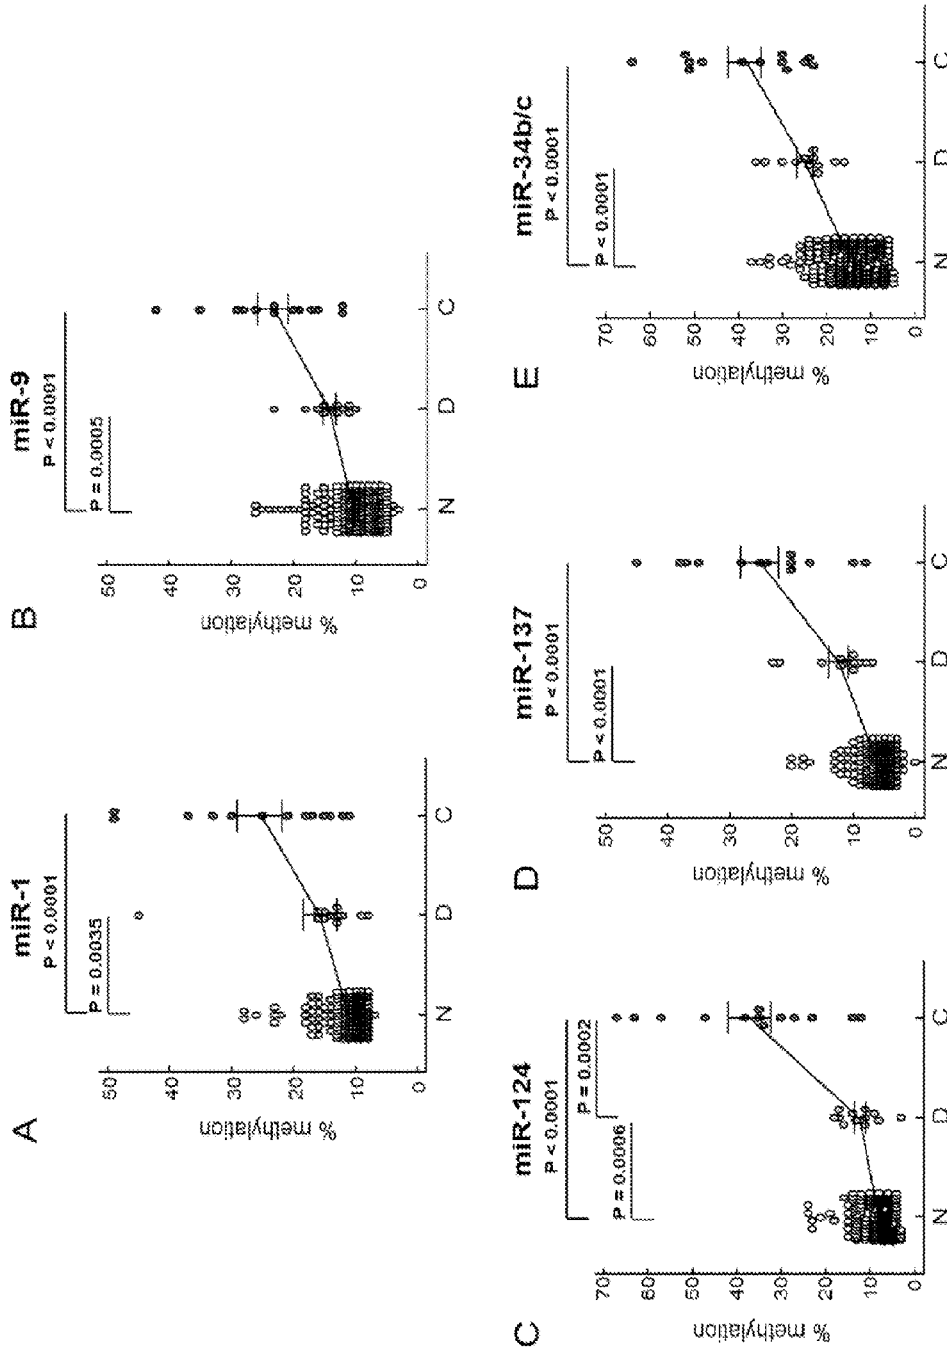 A
miR-1
P < 0.0001
P = 0.0035
50
40
30
20
10
0
% methylation
N D C
B
miR-9
P < 0.0001
P = 0.0005
50
40
30
20
10
0
% methylation
N D C
C
miR-124
P < 0.0001
P = 0.0002
P = 0.0006
70
60
50
40
30
20
10
0
% methylation
N D C
D
miR-137
P < 0.0001
P < 0.0001
50
40
30
20
10
0
% methylation
N D C
E
miR-34b/c
P < 0.0001
P < 0.0001
70
60
50
40
30
20
10
0
% methylation
N D C